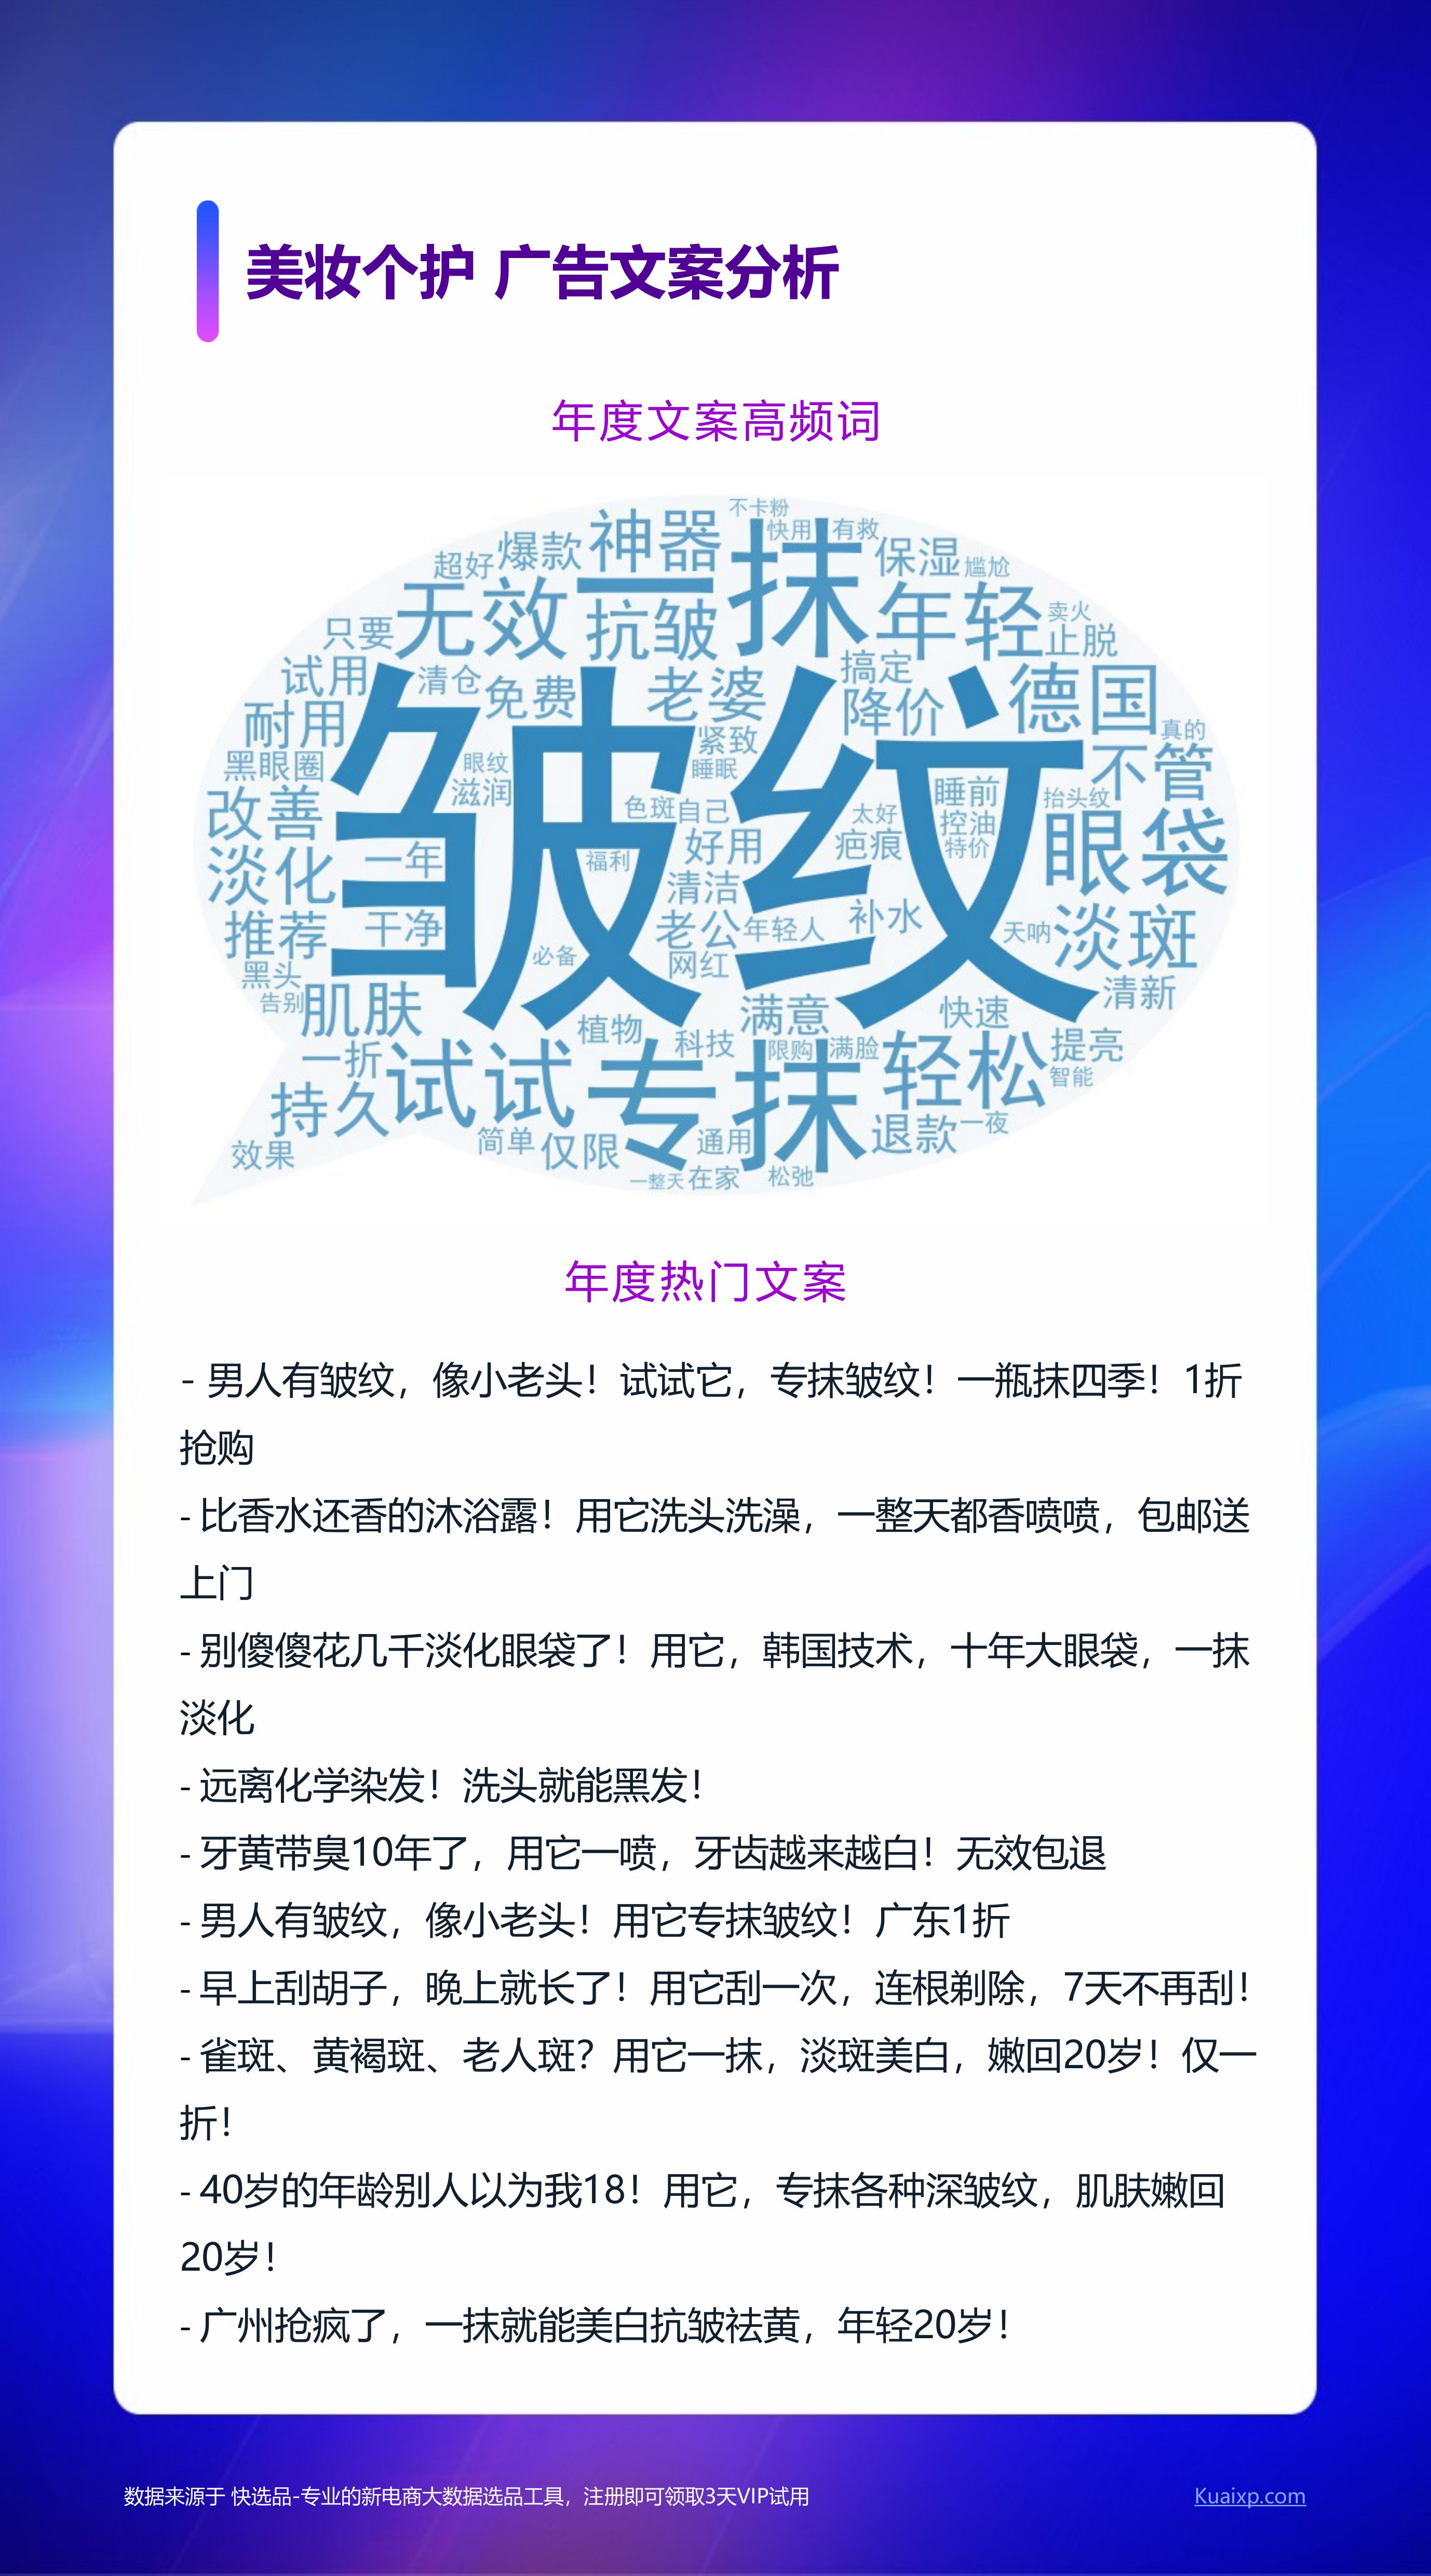 美妆个护 广告文案分析
年度文案高频词
不卡粉
快用 有救
神器 一抹 保湿 尴尬
超好 爆款
无效 抗皱 年轻 卖火
只要 止脱
试用 清仓 免费 老婆 搞定 降价 德国
耐用 紧致 真的
黑眼圈 眼纹 睡眠 不管
改善 滋润 皱纹 色斑 自己 太好 睡前 抬头纹
淡化 一年 福利 好用 疤痕 控油 特价 眼袋
清洁
推荐 干净 老公 年轻人 补水 天呐 淡斑
黑头 必备 网红
告别 肌肤 满意 快速 清新
植物 科技 限购 满脸 提亮
一折 试试 专抹 轻松 智能
持久 退款 一夜
效果 简单 仅限 通用
一整天 在家 松弛
年度热门文案
- 男人有皱纹，像小老头！试试它，专抹皱纹！一瓶抹四季！1折
抢购
- 比香水还香的沐浴露！用它洗头洗澡，一整天都香喷喷，包邮送
上门
- 别傻傻花几千淡化眼袋了！用它，韩国技术，十年大眼袋，一抹
淡化
- 远离化学染发！洗头就能黑发！
- 牙黄带臭10年了，用它一喷，牙齿越来越白！无效包退
- 男人有皱纹，像小老头！用它专抹皱纹！广东1折
- 早上刮胡子，晚上就长了！用它刮一次，连根剃除，7天不再刮！
- 雀斑、黄褐斑、老人斑？用它一抹，淡斑美白，嫩回20岁！仅一
折！
- 40岁的年龄别人以为我18！用它，专抹各种深皱纹，肌肤嫩回
20岁！
- 广州抢疯了，一抹就能美白抗皱祛黄，年轻20岁！
数据来源于 快选品-专业的新电商大数据选品工具，注册即可领取3天VIP试用
Kuaixp.com